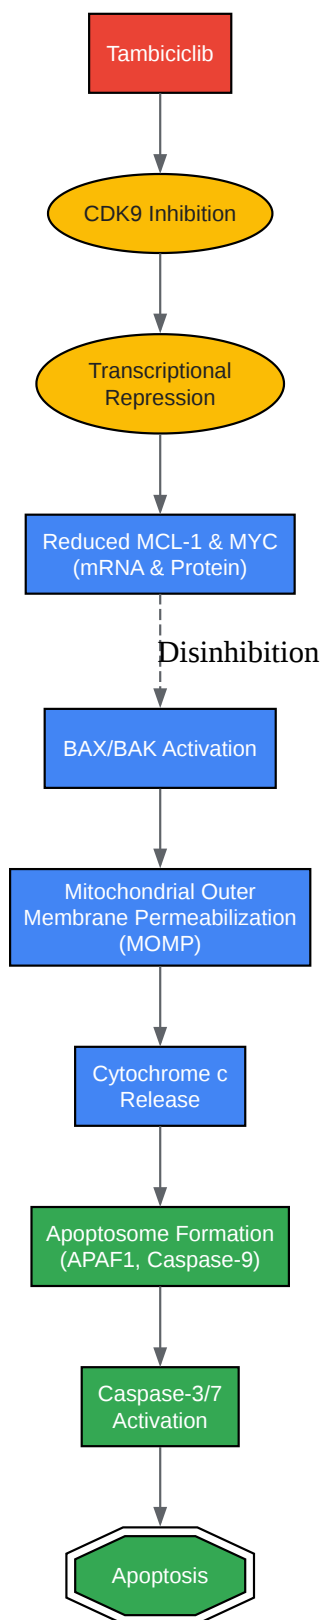 Tambiciclib
CDK9 Inhibition
Transcriptional
Repression
Reduced MCL-1 & MYC
(mRNA & Protein)
Disinhibition
BAX/BAK Activation
Mitochondrial Outer
Membrane Permeabilization
(MOMP)
Cytochrome c
Release
Apoptosome Formation
(APAF1, Caspase-9)
Caspase-3/7
Activation
Apoptosis